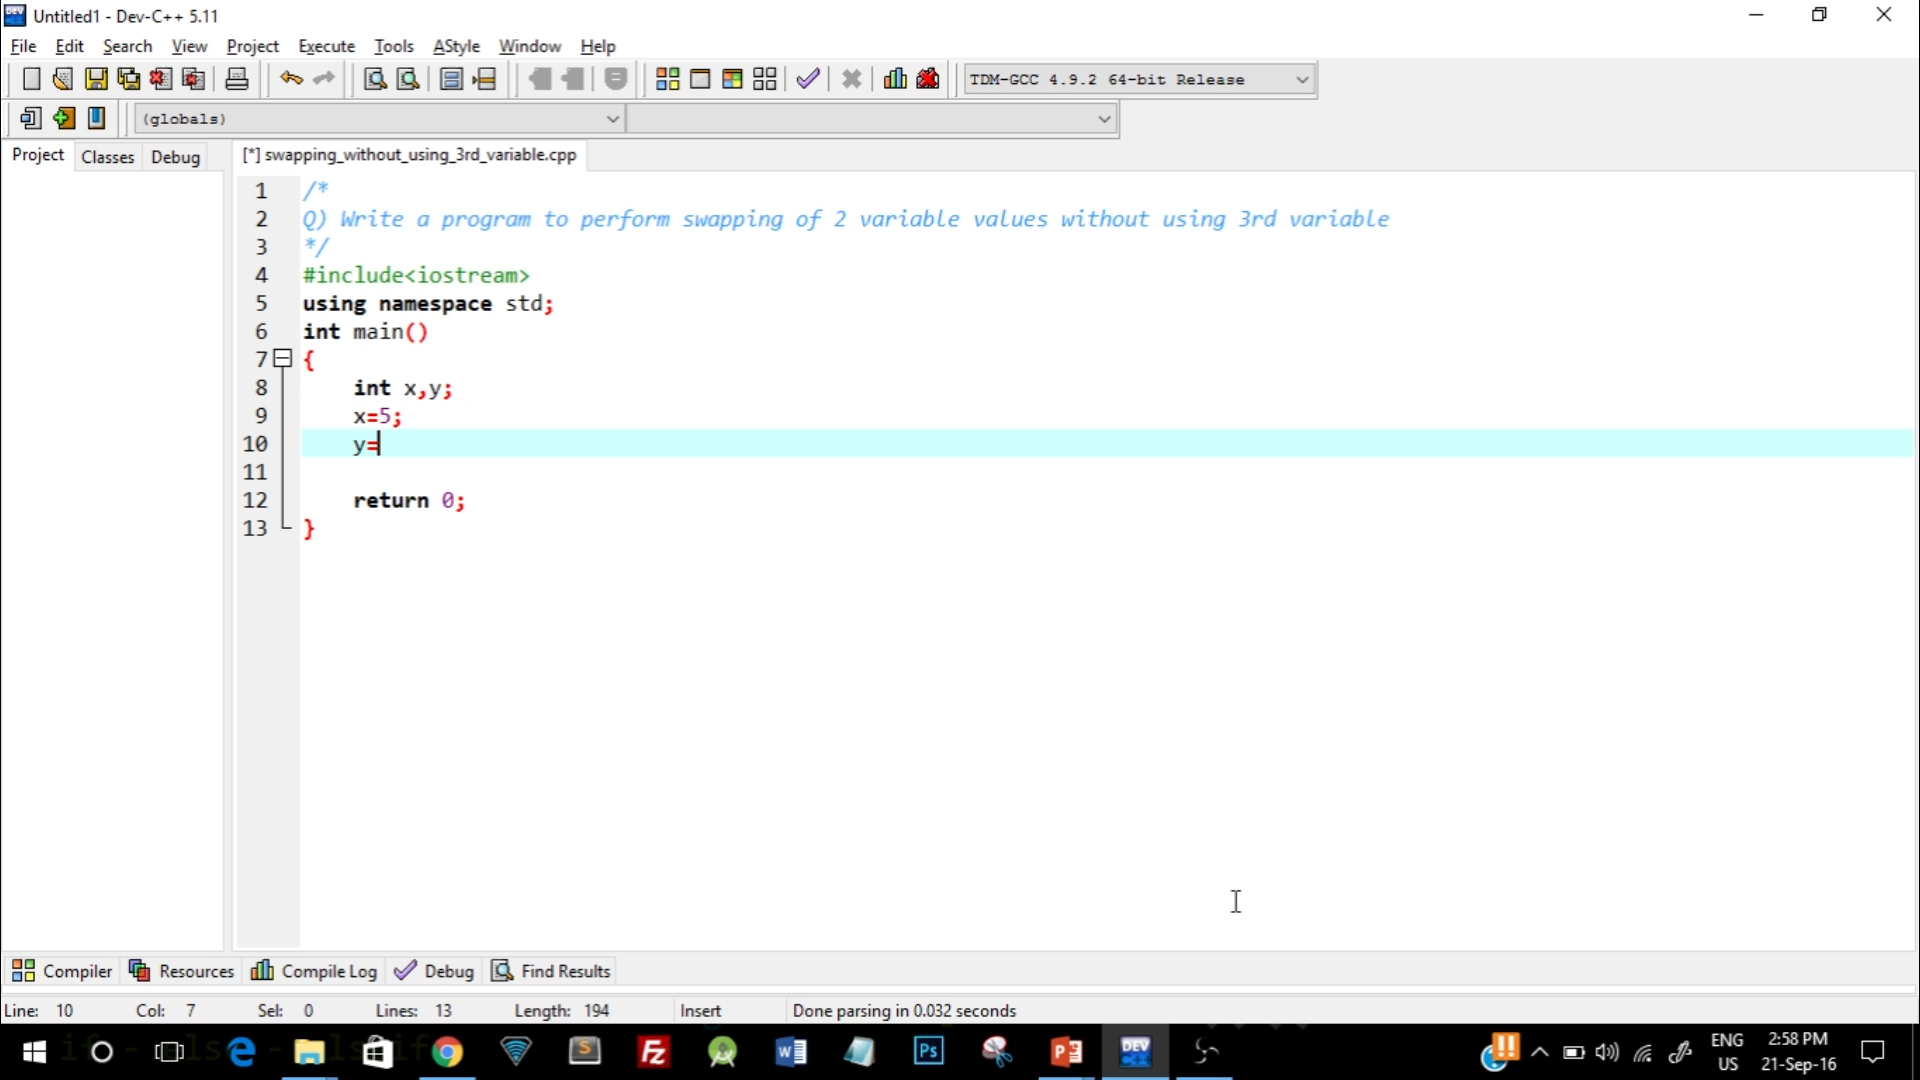 Untitled1 - Dev-C++ 5.11
File Edit Search View Project Execute Tools AStyle Window Help
TDM-GCC 4.9.2 64-bit Release
(globals)
Project Classes Debug
[*] swapping_without_using_3rd_variable.cpp
1 /*
2 Q) Write a program to perform swapping of 2 variable values without using 3rd variable
3 */
4 #include<iostream>
5 using namespace std;
6 int main()
7 {
8 int x,y;
9 x=5;
10 y=
11
12 return 0;
13 }
Compiler Resources Compile Log Debug Find Results
Line: 10 Col: 7 Sel: 0 Lines: 13 Length: 194 Insert Done parsing in 0.032 seconds
ENG 2:58 PM
US 21-Sep-16